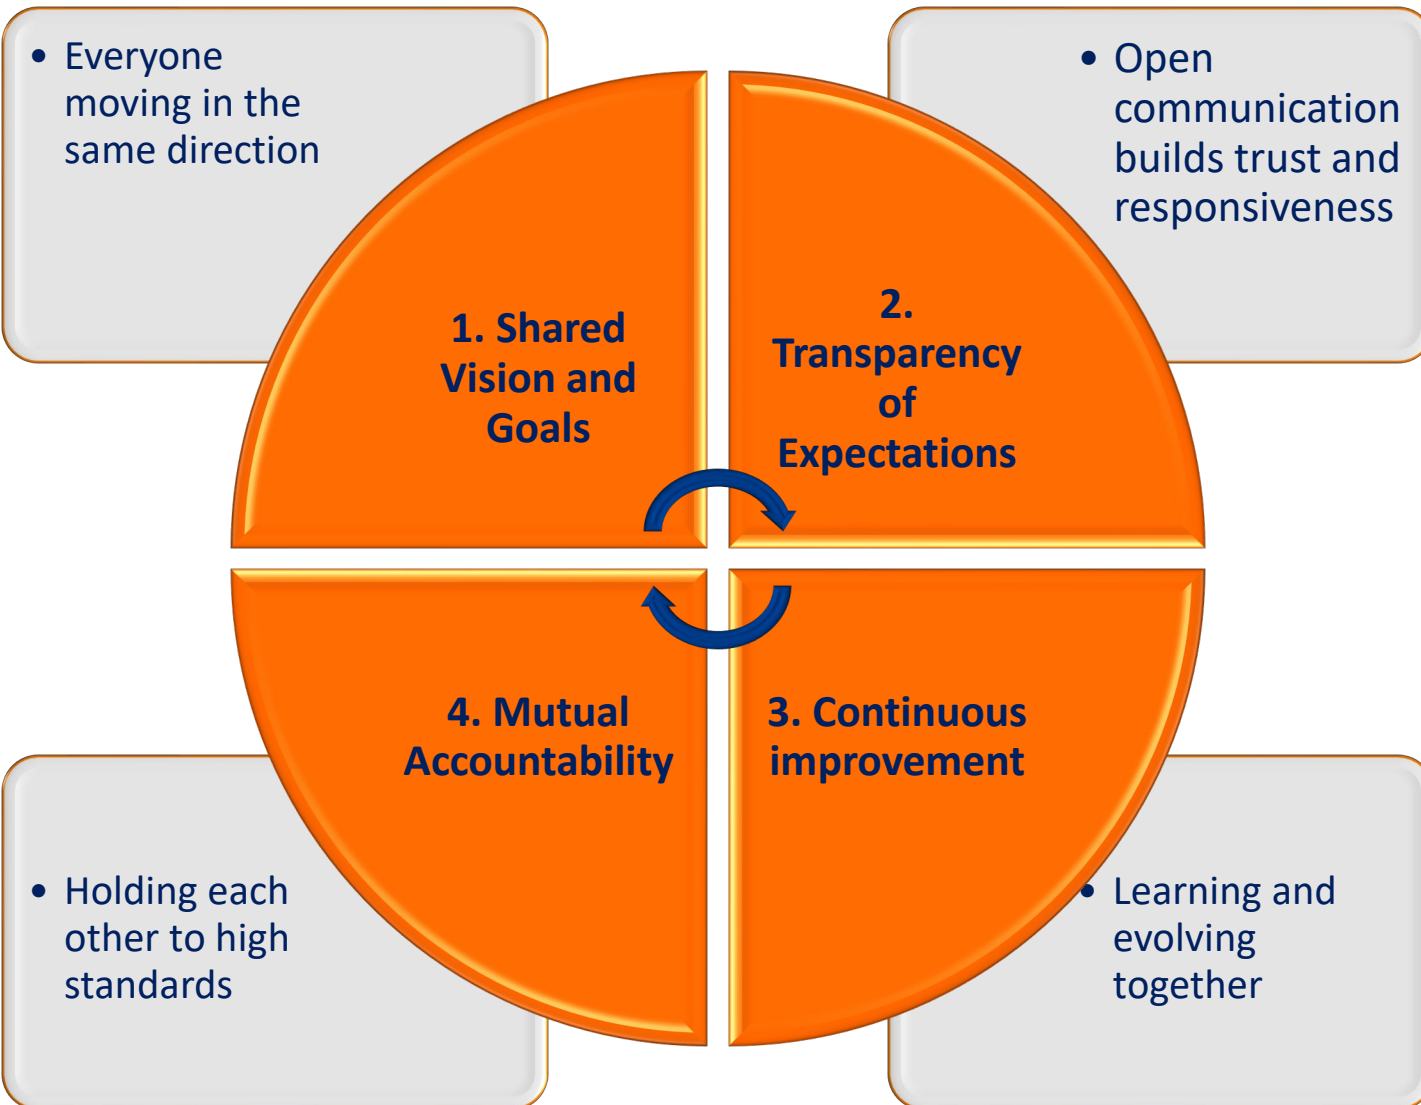 • Everyone
moving in the
same direction
• Open
communication
builds trust and
responsiveness
1. Shared
Vision and
Goals
2.
Transparency
of
Expectations
3. Continuous
improvement
4. Mutual
Accountability
• Learning and
evolving
together
• Holding each
other to high
standards